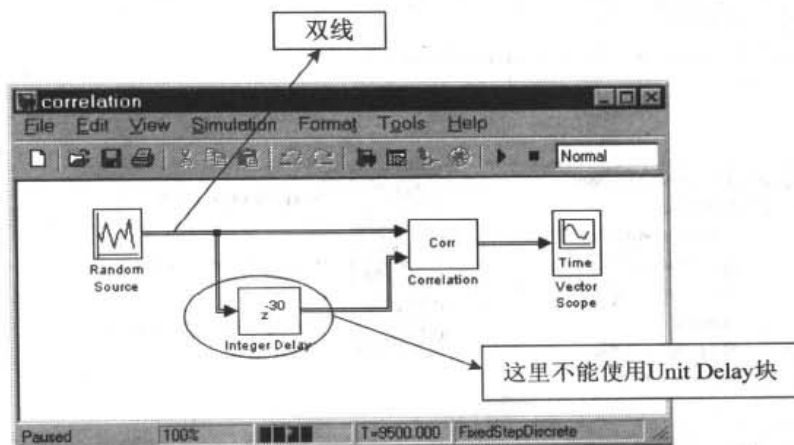 双线
correlation
File Edit View Simulation Format Tools Help
Normal
Random
Source
Corr
Correlation
Time
Vector
Scope
z-30
Integer Delay
这里不能使用Unit Delay块
Paused 100% T=9500.000 FixedStepDiscrete